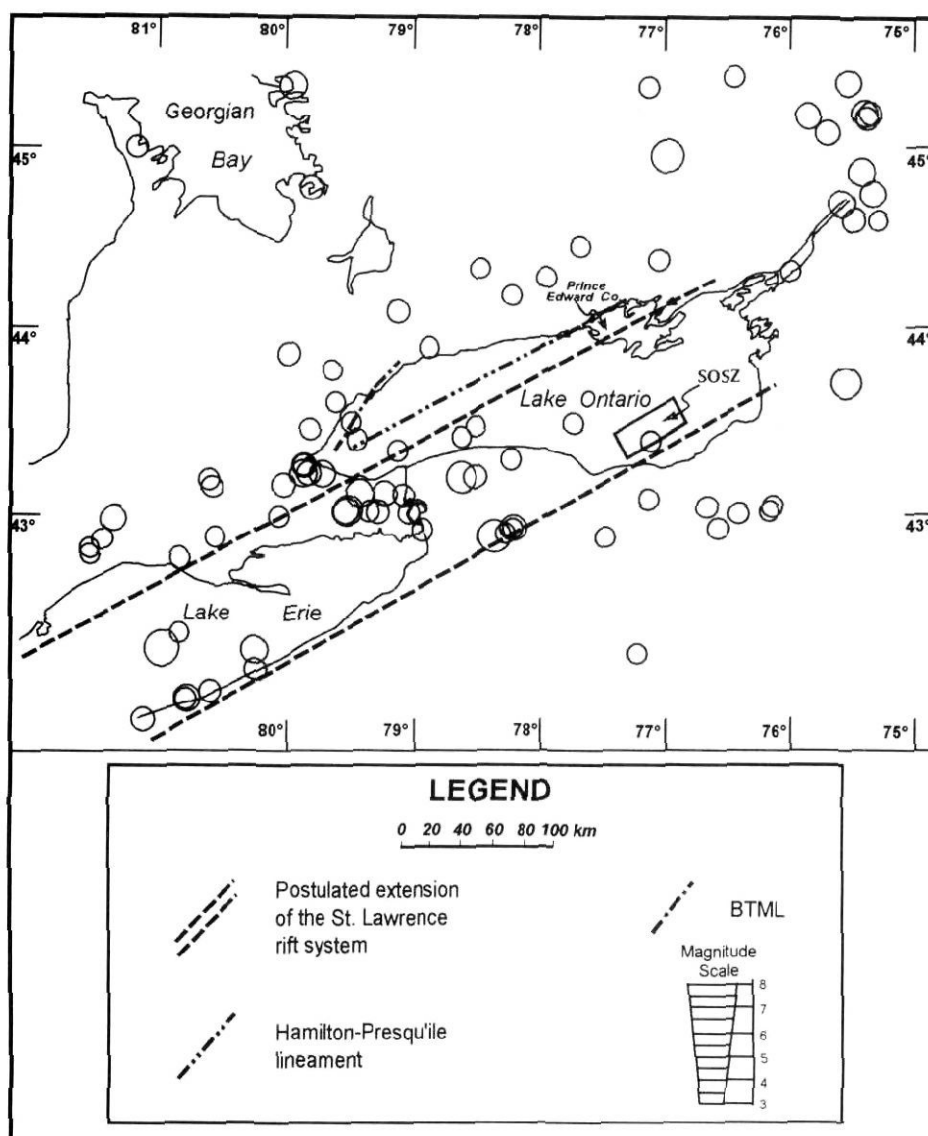 81° 80° 79° 78° 77° 76° 75°
Georgian
Bay
45° 45°
Prince
Edward Co.
44° 44°
SOSZ
Lake Ontario
43° 43°
Lake Erie
80° 79° 78° 77° 76° 75°
LEGEND
0 20 40 60 80 100 km
Postulated extension
of the St. Lawrence
rift system
BTML
Magnitude
Scale
8
7
6
5
4
3
Hamilton-Presqu'ile
lineament